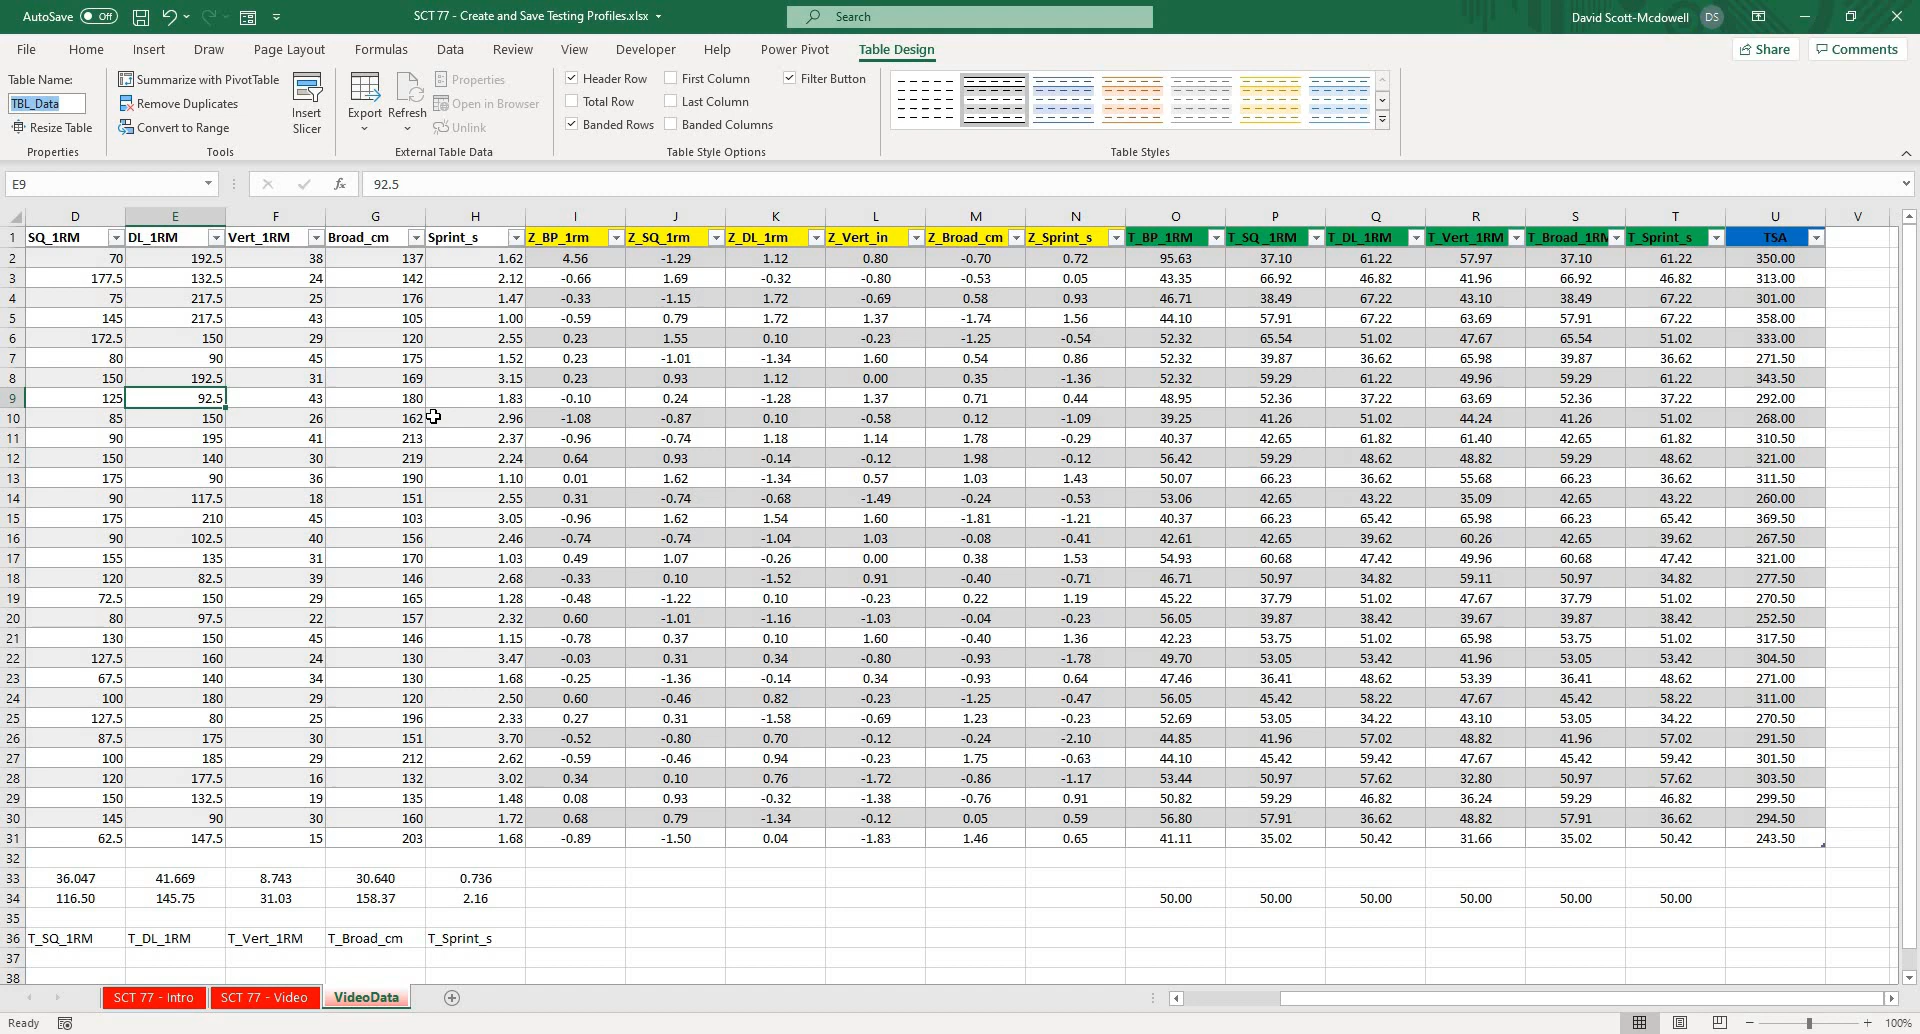 AutoSave Off SCT 77 - Create and Save Testing Profiles.xlsx Search David Scott-Mcdowell DS
File Home Insert Draw Page Layout Formulas Data Review View Developer Help Power Pivot Table Design Share Comments
Table Name: Summarize with PivotTable Properties Header Row First Column Filter Button
TBL_Data Remove Duplicates Insert Slicer Export Refresh Open in Browser Total Row Last Column
Resize Table Convert to Range Unlink Banded Rows Banded Columns
Properties Tools External Table Data Table Style Options Table Styles
E9 fx 92.5
D E F G H I J K L M N O P Q R S T U V
1 SQ_1RM DL_1RM Vert_1RM Broad_cm Sprint_s Z_BP_1rm Z_SQ_1rm Z_DL_1rm Z_Vert_in Z_Broad_cm Z_Sprint_s T_BP_1RM T_SQ_1RM T_DL_1RM T_Vert_1RM T_Broad_1RM T_Sprint_s TSA
2 70 192.5 38 137 1.62 4.56 -1.29 1.12 0.80 -0.70 0.72 95.63 37.10 61.22 57.97 37.10 61.22 350.00
3 177.5 132.5 24 142 2.12 -0.66 1.69 -0.32 -0.80 -0.53 0.05 43.35 66.92 46.82 41.96 66.92 46.82 313.00
4 75 217.5 25 176 1.47 -0.33 -1.15 1.72 -0.69 0.58 0.93 46.71 38.49 67.22 43.10 38.49 67.22 301.00
5 145 217.5 43 105 1.00 -0.59 0.79 1.72 1.37 -1.74 1.56 44.10 57.91 67.22 63.69 57.91 67.22 358.00
6 172.5 150 29 120 2.55 0.23 1.55 0.10 -0.23 -1.25 -0.54 52.32 65.54 51.02 47.67 65.54 51.02 333.00
7 80 90 45 175 1.52 0.23 -1.01 -1.34 1.60 0.54 0.86 52.32 39.87 36.62 65.98 39.87 36.62 271.50
8 150 192.5 31 169 3.15 0.23 0.93 1.12 0.00 0.35 -1.36 52.32 59.29 61.22 49.96 59.29 61.22 343.50
9 125 92.5 43 180 1.83 -0.10 0.24 -1.28 1.37 0.71 0.44 48.95 52.36 37.22 63.69 52.36 37.22 292.00
10 85 150 26 162 2.96 -1.08 -0.87 0.10 -0.58 0.12 -1.09 39.25 41.26 51.02 44.24 41.26 51.02 268.00
11 90 195 41 213 2.37 -0.96 -0.74 1.18 1.14 1.78 -0.29 40.37 42.65 61.82 61.40 42.65 61.82 310.50
12 150 140 30 219 2.24 0.64 0.93 -0.14 -0.12 1.98 -0.12 56.42 59.29 48.62 48.82 59.29 48.62 321.00
13 175 90 36 190 1.10 0.01 1.62 -1.34 0.57 1.03 1.43 50.07 66.23 36.62 55.68 66.23 36.62 311.50
14 90 117.5 18 151 2.55 0.31 -0.74 -0.68 -1.49 -0.24 -0.53 53.06 42.65 43.22 35.09 42.65 43.22 260.00
15 175 210 45 103 3.05 -0.96 1.62 1.54 1.60 -1.81 -1.21 40.37 66.23 65.42 65.98 66.23 65.42 369.50
16 90 102.5 40 156 2.46 -0.74 -0.74 -1.04 1.03 -0.08 -0.41 42.61 42.65 39.62 60.26 42.65 39.62 267.50
17 155 135 31 170 1.03 0.49 1.07 -0.26 0.00 0.38 1.53 54.93 60.68 47.42 49.96 60.68 47.42 321.00
18 120 82.5 39 146 2.68 -0.33 0.10 -1.52 0.91 -0.40 -0.71 46.71 50.97 34.82 59.11 50.97 34.82 277.50
19 72.5 150 29 165 1.28 -0.48 -1.22 0.10 -0.23 0.22 1.19 45.22 37.79 51.02 47.67 37.79 51.02 270.50
20 80 97.5 22 157 2.32 0.60 -1.01 -1.16 -1.03 -0.04 -0.23 56.05 39.87 38.42 39.67 39.87 38.42 252.50
21 130 150 45 146 1.15 -0.78 0.37 0.10 1.60 -0.40 1.36 42.23 53.75 51.02 65.98 53.75 51.02 317.50
22 127.5 160 24 130 3.47 -0.03 0.31 0.34 -0.80 -0.93 -1.78 49.70 53.05 53.42 41.96 53.05 53.42 304.50
23 67.5 140 34 130 1.68 -0.25 -1.36 -0.14 0.34 -0.93 0.64 47.46 36.41 48.62 53.39 36.41 48.62 271.00
24 100 180 29 120 2.50 0.60 -0.46 0.82 -0.23 -1.25 -0.47 56.05 45.42 58.22 47.67 45.42 58.22 311.00
25 127.5 80 25 196 2.33 0.27 0.31 -1.58 -0.69 1.23 -0.23 52.69 53.05 34.22 43.10 53.05 34.22 270.50
26 87.5 175 30 151 3.70 -0.52 -0.80 0.70 -0.12 -0.24 -2.10 44.85 41.96 57.02 48.82 41.96 57.02 291.50
27 100 185 29 212 2.62 -0.59 -0.46 0.94 -0.23 1.75 -0.63 44.10 45.42 59.42 47.67 45.42 59.42 301.50
28 120 177.5 16 132 3.02 0.34 0.10 0.76 -1.72 -0.86 -1.17 53.44 50.97 57.62 32.80 50.97 57.62 303.50
29 150 132.5 19 135 1.48 0.08 0.93 -0.32 -1.38 -0.76 0.91 50.82 59.29 46.82 36.24 59.29 46.82 299.50
30 145 90 30 160 1.72 0.68 0.79 -1.34 -0.12 0.05 0.59 56.80 57.91 36.62 48.82 57.91 36.62 294.50
31 62.5 147.5 15 203 1.68 -0.89 -1.50 0.04 -1.83 1.46 0.65 41.11 35.02 50.42 31.66 35.02 50.42 243.50
32
33 36.047 41.669 8.743 30.640 0.736
34 116.50 145.75 31.03 158.37 2.16 50.00 50.00 50.00 50.00 50.00 50.00
35
36 T_SQ_1RM T_DL_1RM T_Vert_1RM T_Broad_cm T_Sprint_s
37
38
SCT 77 - Intro SCT 77 - Video VideoData
Ready 100%